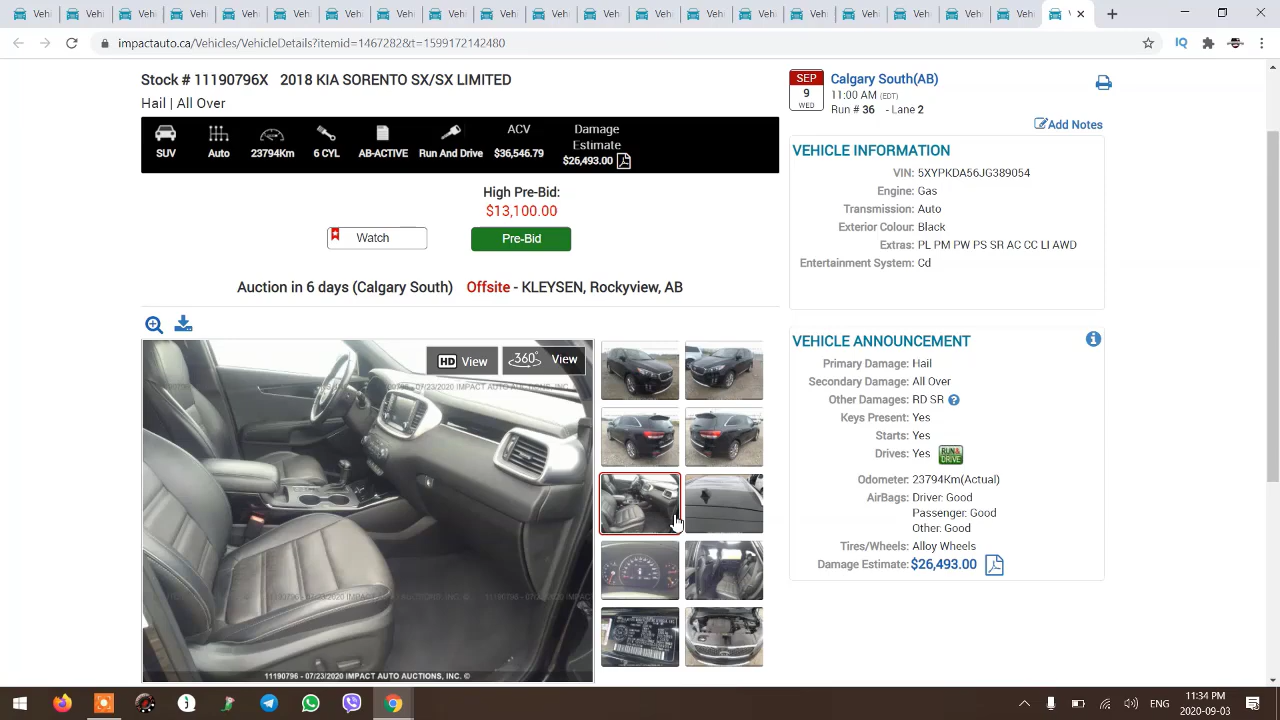 impactauto.ca/Vehicles/VehicleDetails?itemid=1467282&t=1599172142480
IQ
Stock # 11190796X 2018 KIA SORENTO SX/SX LIMITED
Hail | All Over
SUV
Auto
23794Km
6 CYL
AB-ACTIVE
Run And Drive
ACV
$36,546.79
Damage
Estimate
$26,493.00
High Pre-Bid:
$13,100.00
Watch
Pre-Bid
Auction in 6 days (Calgary South) Offsite - KLEYSEN, Rockyview, AB
HD View
360° View
11190796 - 07/23/2020 IMPACT AUTO AUCTIONS, INC. ©
SEP
9
WED
Calgary South(AB)
11:00 AM (EDT)
Run # 36 - Lane 2
Add Notes
VEHICLE INFORMATION
VIN: 5XYPKDA56JG389054
Engine: Gas
Transmission: Auto
Exterior Colour: Black
Extras: PL PM PW PS SR AC CC LI AWD
Entertainment System: Cd
VEHICLE ANNOUNCEMENT
Primary Damage: Hail
Secondary Damage: All Over
Other Damages: RD SR ?
Keys Present: Yes
Starts: Yes
Drives: Yes RUN& DRIVE
Odometer: 23794Km(Actual)
AirBags: Driver: Good
Passenger: Good
Other: Good
Tires/Wheels: Alloy Wheels
Damage Estimate: $26,493.00
ENG
11:34 PM
2020-09-03